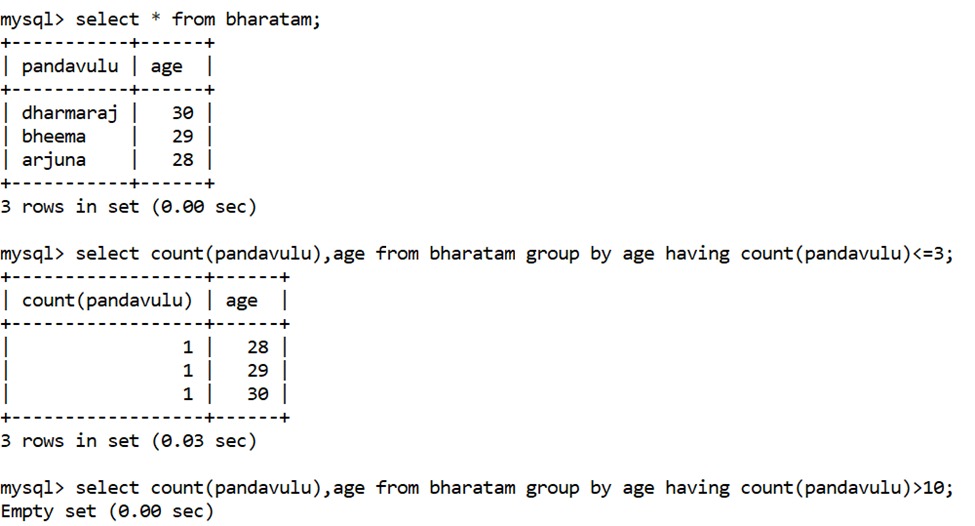 mysql> select * from bharatam;
+-----------+------+
| pandavulu | age  |
+-----------+------+
| dharmaraj |   30 |
| bheema    |   29 |
| arjuna    |   28 |
+-----------+------+
3 rows in set (0.00 sec)

mysql> select count(pandavulu),age from bharatam group by age having count(pandavulu)<=3;
+------------------+------+
| count(pandavulu) | age  |
+------------------+------+
|                1 |   28 |
|                1 |   29 |
|                1 |   30 |
+------------------+------+
3 rows in set (0.03 sec)

mysql> select count(pandavulu),age from bharatam group by age having count(pandavulu)>10;
Empty set (0.00 sec)